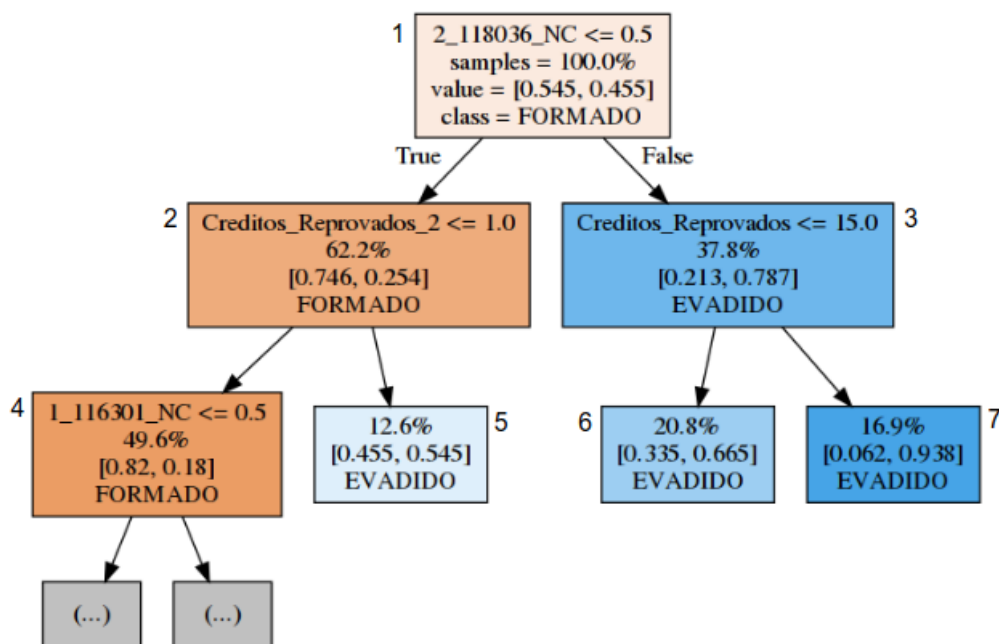 1
2_118036_NC <= 0.5
samples = 100.0%
value = [0.545, 0.455]
class = FORMADO
True
False
2
Creditos_Reprovados_2 <= 1.0
62.2%
[0.746, 0.254]
FORMADO
3
Creditos_Reprovados <= 15.0
37.8%
[0.213, 0.787]
EVADIDO
4
1_116301_NC <= 0.5
49.6%
[0.82, 0.18]
FORMADO
5
12.6%
[0.455, 0.545]
EVADIDO
6
20.8%
[0.335, 0.665]
EVADIDO
7
16.9%
[0.062, 0.938]
EVADIDO
(...)
(...)